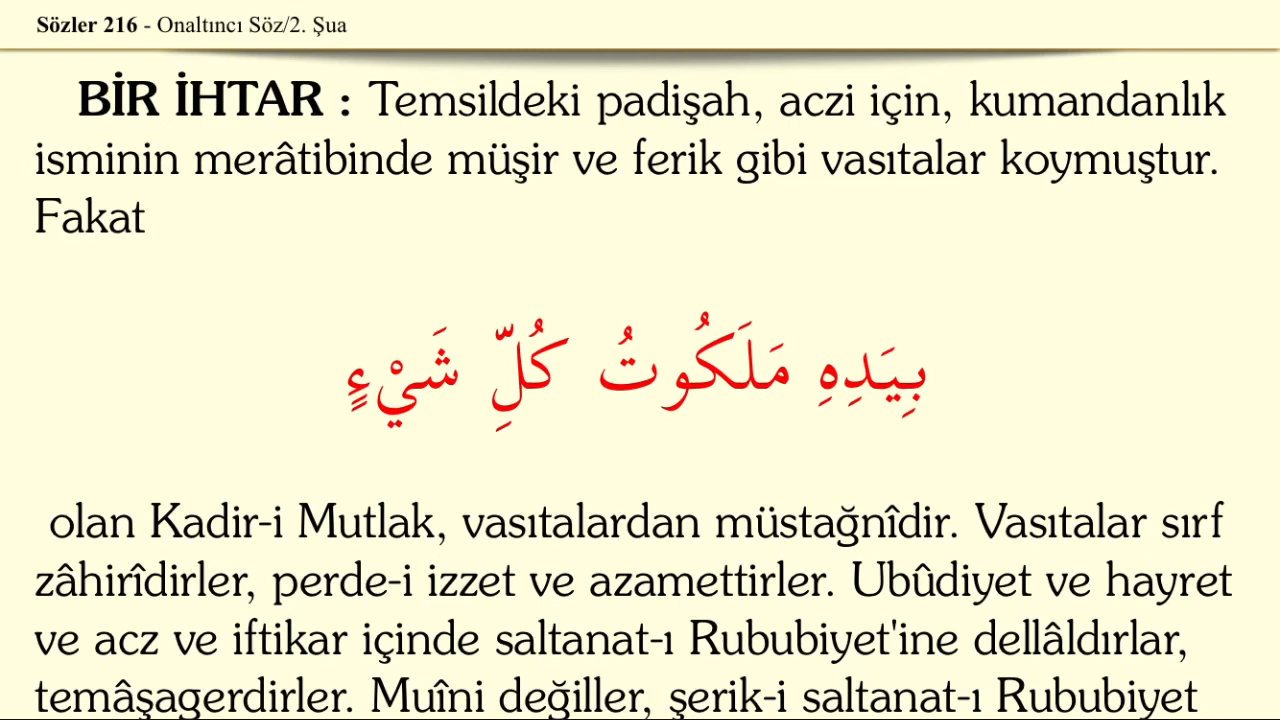 Sözler 216 - Onaltıncı Söz/2. Şua
BİR İHTAR : Temsildeki padişah, aczi için, kumandanlık
isminin merâtibinde müşir ve ferik gibi vasıtalar koymuştur.
Fakat
بِيَدِهِ مَلَكُوتُ كُلِّ شَيْءٍ
olan Kadir-i Mutlak, vasıtalardan müstağnîdir. Vasıtalar sırf
zâhirîdirler, perde-i izzet ve azamettirler. Ubûdiyet ve hayret
ve acz ve iftikar içinde saltanat-ı Rububiyet'ine dellâldırlar,
temâşagerdirler. Muîni değiller, şerik-i saltanat-ı Rububiyet